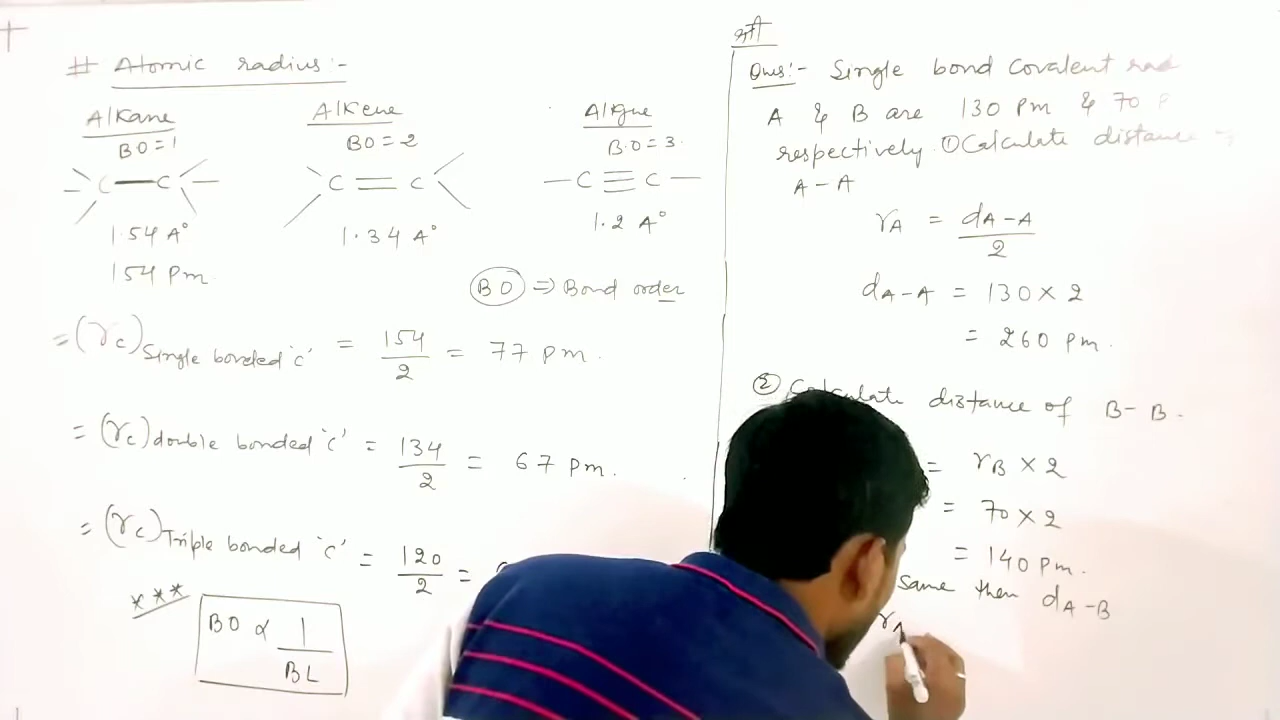 # Atomic radius:-
Alkane
BO=1
C — C
1.54 A°
154 Pm
Alkene
BO=2
C = C
1.34 A°
Alkyne
B.O=3.
— C ≡ C —
1.2 A°
BO ⇒ Bond order
= (rc) Single bonded 'c' = 154/2 = 77 pm.
= (rc) double bonded 'c' = 134/2 = 67 pm.
= (rc) Triple bonded 'c' = 120/2 =
***
BO ∝ 1/BL
Ques:- Single bond covalent rad
A & B are 130 Pm & 70 P
respectively. ① Calculate distance
A - A
rA = dA-A/2
dA-A = 130 × 2
= 260 pm.
② Calculate distance of B - B.
= rB × 2
= 70 × 2
= 140 pm.
Same then dA-B
rA